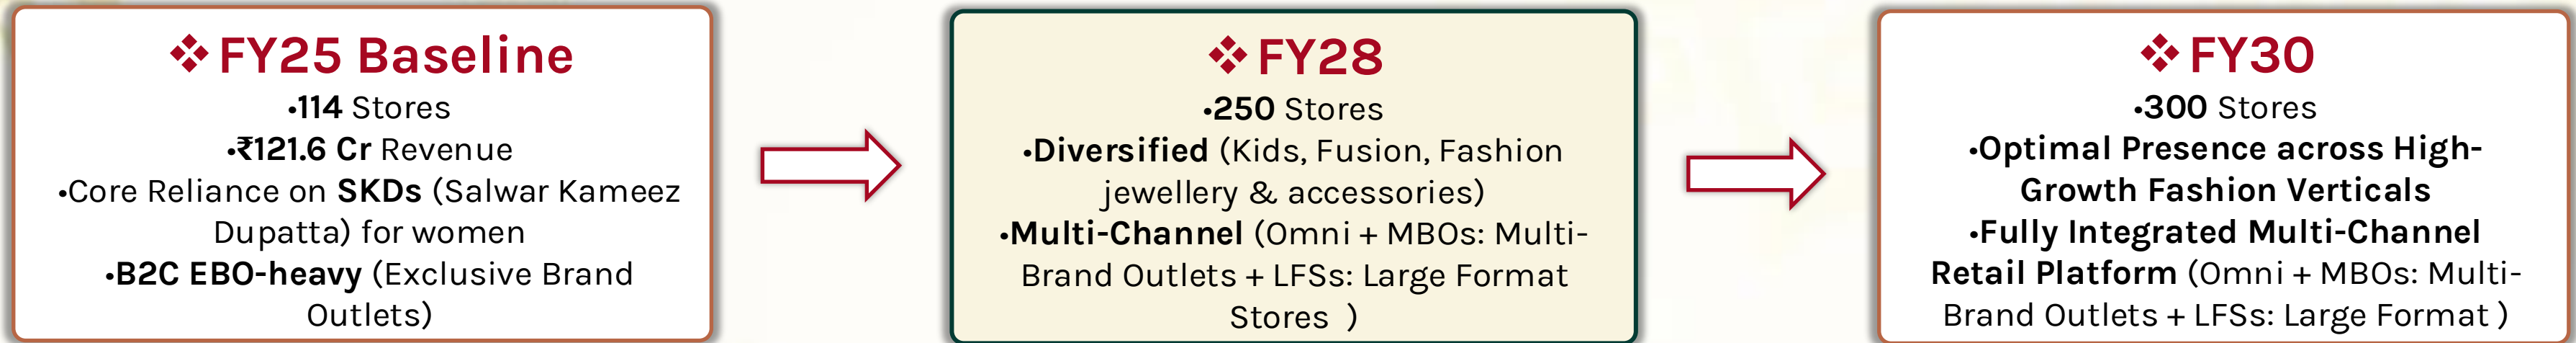 ❖ FY25 Baseline
•114 Stores
•₹121.6 Cr Revenue
•Core Reliance on SKDs (Salwar Kameez
Dupatta) for women
•B2C EBO-heavy (Exclusive Brand
Outlets)
❖ FY28
•250 Stores
•Diversified (Kids, Fusion, Fashion
jewellery & accessories)
•Multi-Channel (Omni + MBOs: Multi-
Brand Outlets + LFSs: Large Format
Stores )
❖ FY30
•300 Stores
•Optimal Presence across High-
Growth Fashion Verticals
•Fully Integrated Multi-Channel
Retail Platform (Omni + MBOs: Multi-
Brand Outlets + LFSs: Large Format )